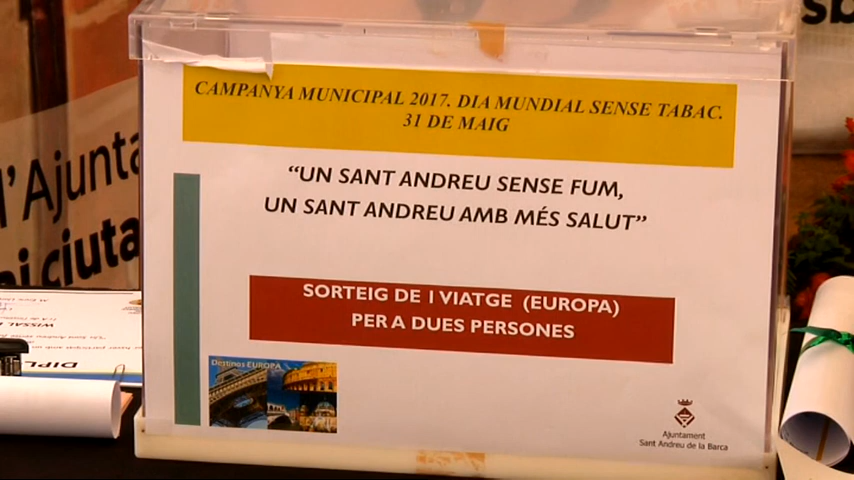 CAMPANYA MUNICIPAL 2017. DIA MUNDIAL SENSE TABAC.
31 DE MAIG
“UN SANT ANDREU SENSE FUM,
UN SANT ANDREU AMB MÉS SALUT”
SORTEIG DE 1 VIATGE (EUROPA)
PER A DUES PERSONES
Destinos EUROPA
Ajuntament
Sant Andreu de la Barca
l'Ajunta
ciuta
WISSAL
DIPL
sb